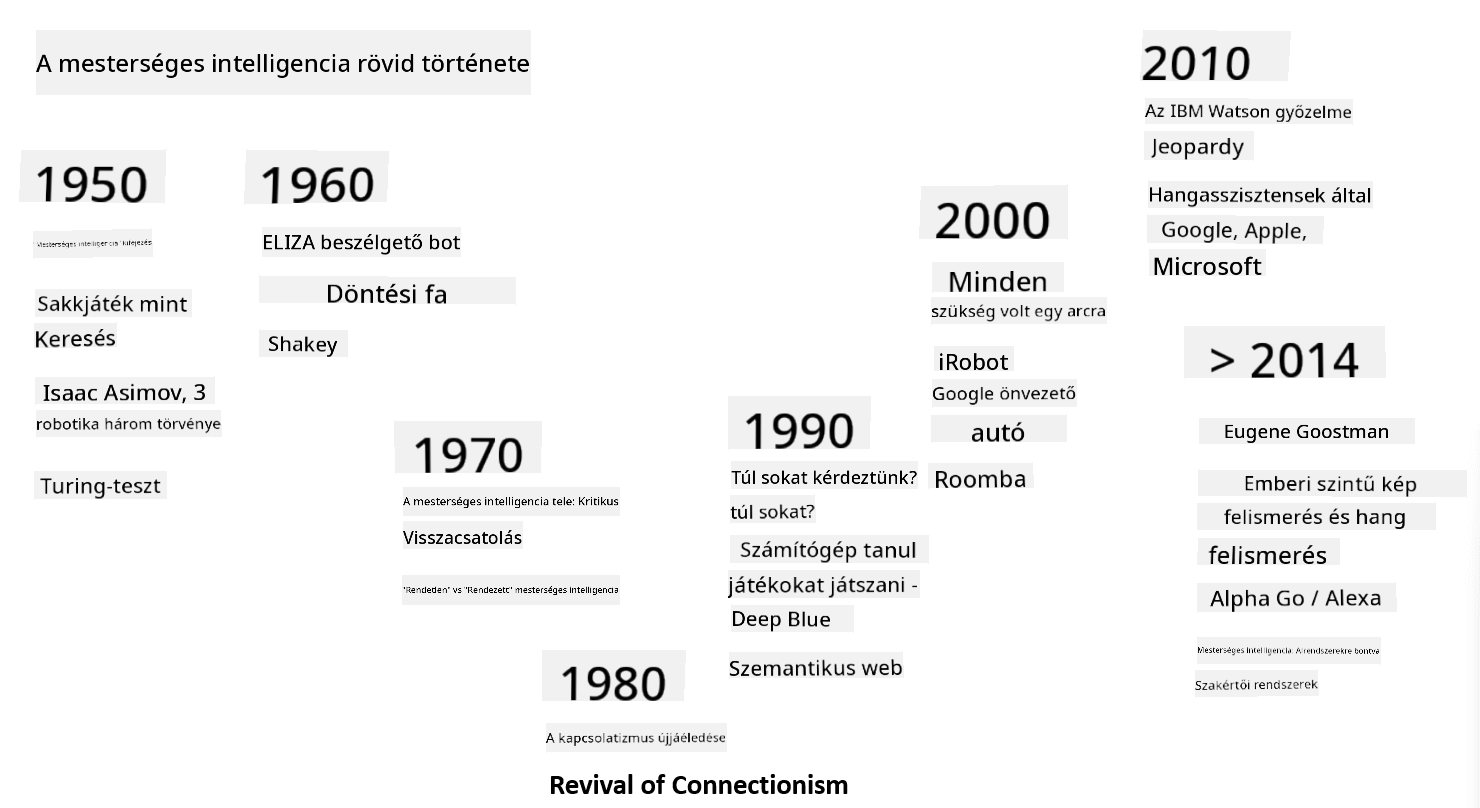 A mesterséges intelligencia rövid története
1950
"Mesterséges intelligencia" kifejezés
Sakkjáték mint
Keresés
Isaac Asimov, 3
robotika három törvénye
Turing-teszt
1960
ELIZA beszélgető bot
Döntési fa
Shakey
1970
A mesterséges intelligencia tele: Kritikus
Visszacsatolás
"Rendetlen" vs "Rendezett" mesterséges intelligencia
1980
A kapcsolatizmus újjáéledése
Revival of Connectionism
1990
Túl sokat kérdeztünk?
túl sokat?
Számítógép tanul
játékokat játszani -
Deep Blue
Szemantikus web
2000
Minden
szükség volt egy arcra
iRobot
Google önvezető
autó
Roomba
2010
Az IBM Watson győzelme
Jeopardy
Hangasszisztensek által
Google, Apple,
Microsoft
> 2014
Eugene Goostman
Emberi szintű kép
felismerés és hang
felismerés
Alpha Go / Alexa
Mesterséges intelligencia: Alrendszerekre bontva
Szakértői rendszerek